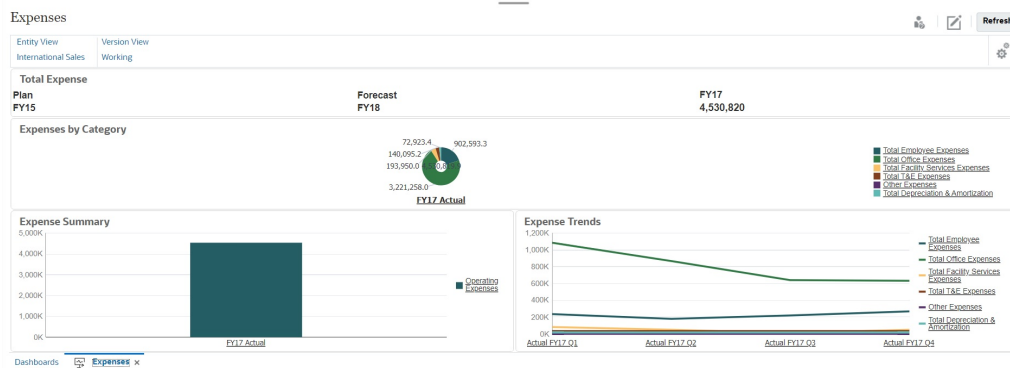 Expenses
Refresh
Entity View Version View
International Sales Working
Total Expense
Plan Forecast FY17
FY15 FY18 4,530,820
Expenses by Category
72,923.4 902,593.3
140,095.2
193,950.0
3,221,258.0
FY17 Actual
Total Employee Expenses
Total Office Expenses
Total Facility Services Expenses
Total T&E Expenses
Other Expenses
Total Depreciation & Amortization
Expense Summary
5,000K
4,000K
3,000K
2,000K
1,000K
0K
FY17 Actual
Operating
Expenses
Expense Trends
1,200K
1,000K
800K
600K
400K
200K
0K
Actual FY17 Q1 Actual FY17 Q2 Actual FY17 Q3 Actual FY17 Q4
Total Employee
Expenses
Total Office Expenses
Total Facility Services
Expenses
Total T&E Expenses
Other Expenses
Total Depreciation &
Amortization
Dashboards Expenses ×